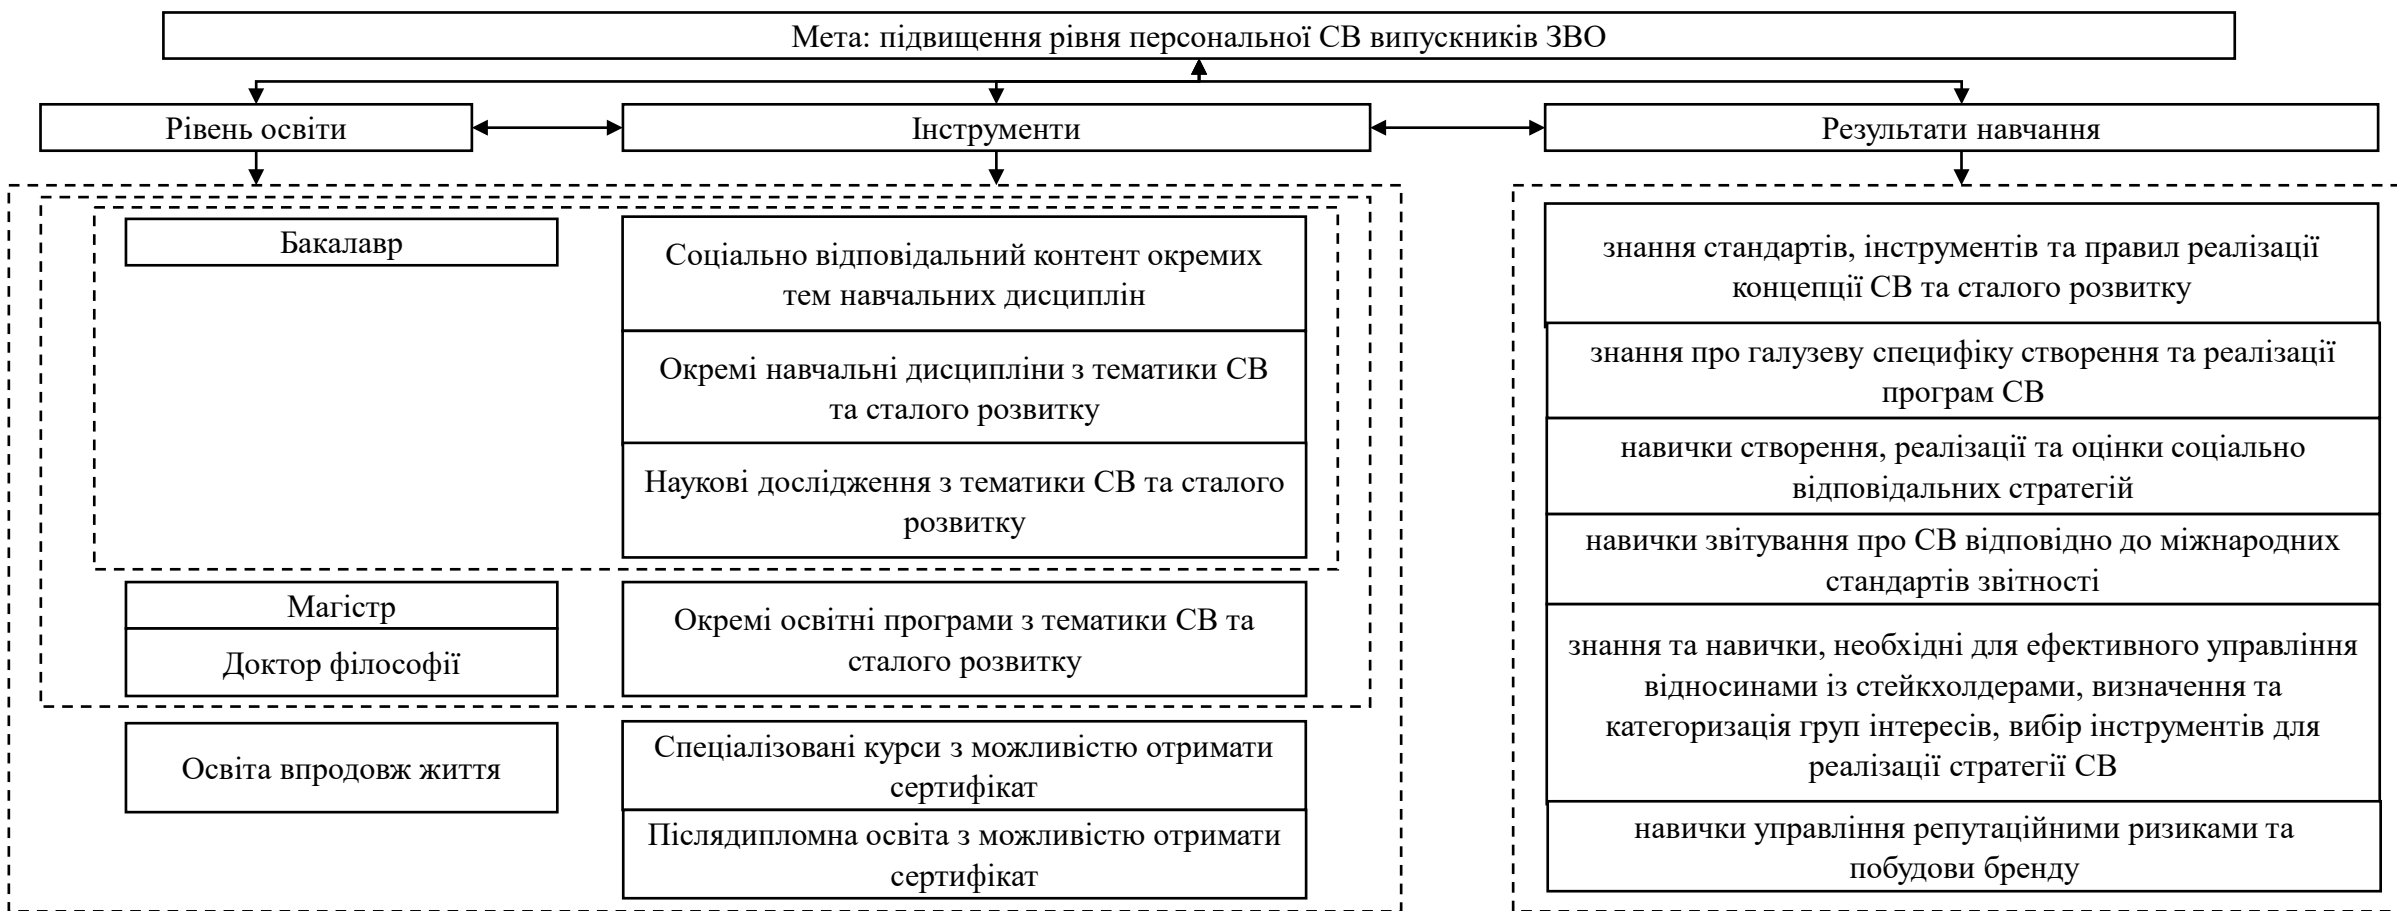 Мета: підвищення рівня персональної СВ випускників ЗВО
Рівень освіти
Інструменти
Результати навчання
Бакалавр
Соціально відповідальний контент окремих
тем навчальних дисциплін
Окремі навчальні дисципліни з тематики СВ
та сталого розвитку
Наукові дослідження з тематики СВ та сталого
розвитку
Магістр
Доктор філософії
Окремі освітні програми з тематики СВ та
сталого розвитку
Освіта впродовж життя
Спеціалізовані курси з можливістю отримати
сертифікат
Післядипломна освіта з можливістю отримати
сертифікат
знання стандартів, інструментів та правил реалізації
концепції СВ та сталого розвитку
знання про галузеву специфіку створення та реалізації
програм СВ
навички створення, реалізації та оцінки соціально
відповідальних стратегій
навички звітування про СВ відповідно до міжнародних
стандартів звітності
знання та навички, необхідні для ефективного управління
відносинами із стейкхолдерами, визначення та
категоризація груп інтересів, вибір інструментів для
реалізації стратегії СВ
навички управління репутаційними ризиками та
побудови бренду